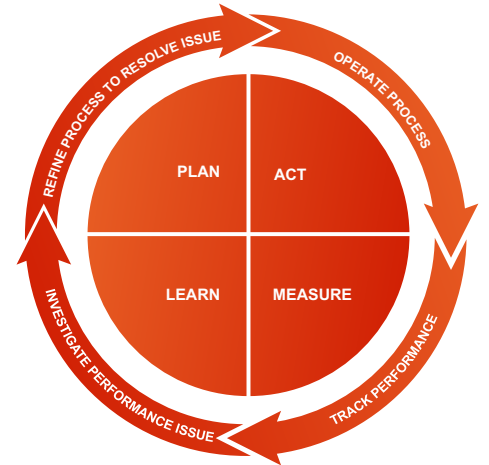 REFINE PROCESS TO RESOLVE ISSUE
OPERATE PROCESS
PLAN
ACT
LEARN
MEASURE
INVESTIGATE PERFORMANCE ISSUE
TRACK PERFORMANCE